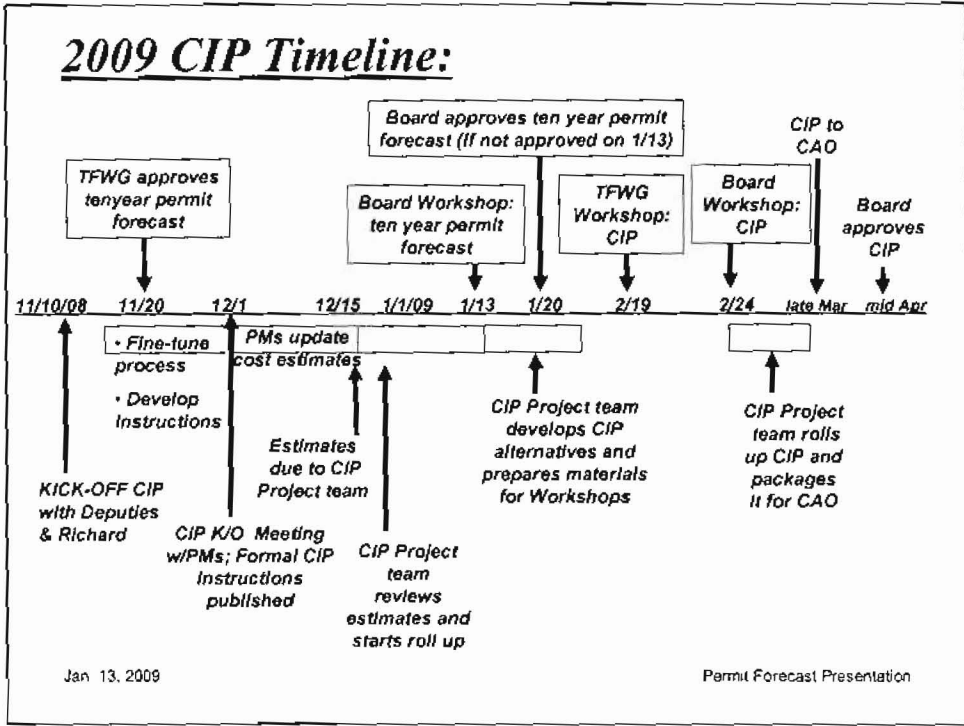 2009 CIP Timeline:
Board approves ten year permit
forecast (if not approved on 1/13)
CIP to
CAO
TFWG approves
tenyear permit
forecast
Board Workshop:
ten year permit
forecast
TFWG
Workshop:
CIP
Board
Workshop:
CIP
Board
approves
CIP
11/10/08 11/20 12/1 12/15 1/1/09 1/13 1/20 2/19 2/24 late Mar mid Apr
• Fine-tune
process
• Develop
Instructions
PMs update
cost estimates
KICK-OFF CIP
with Deputies
& Richard
CIP K/O Meeting
w/PMs; Formal CIP
Instructions
published
Estimates
due to CIP
Project team
CIP Project
team
reviews
estimates and
starts roll up
CIP Project team
develops CIP
alternatives and
prepares materials
for Workshops
CIP Project
team rolls
up CIP and
packages
it for CAO
Jan 13, 2009
Permit Forecast Presentation